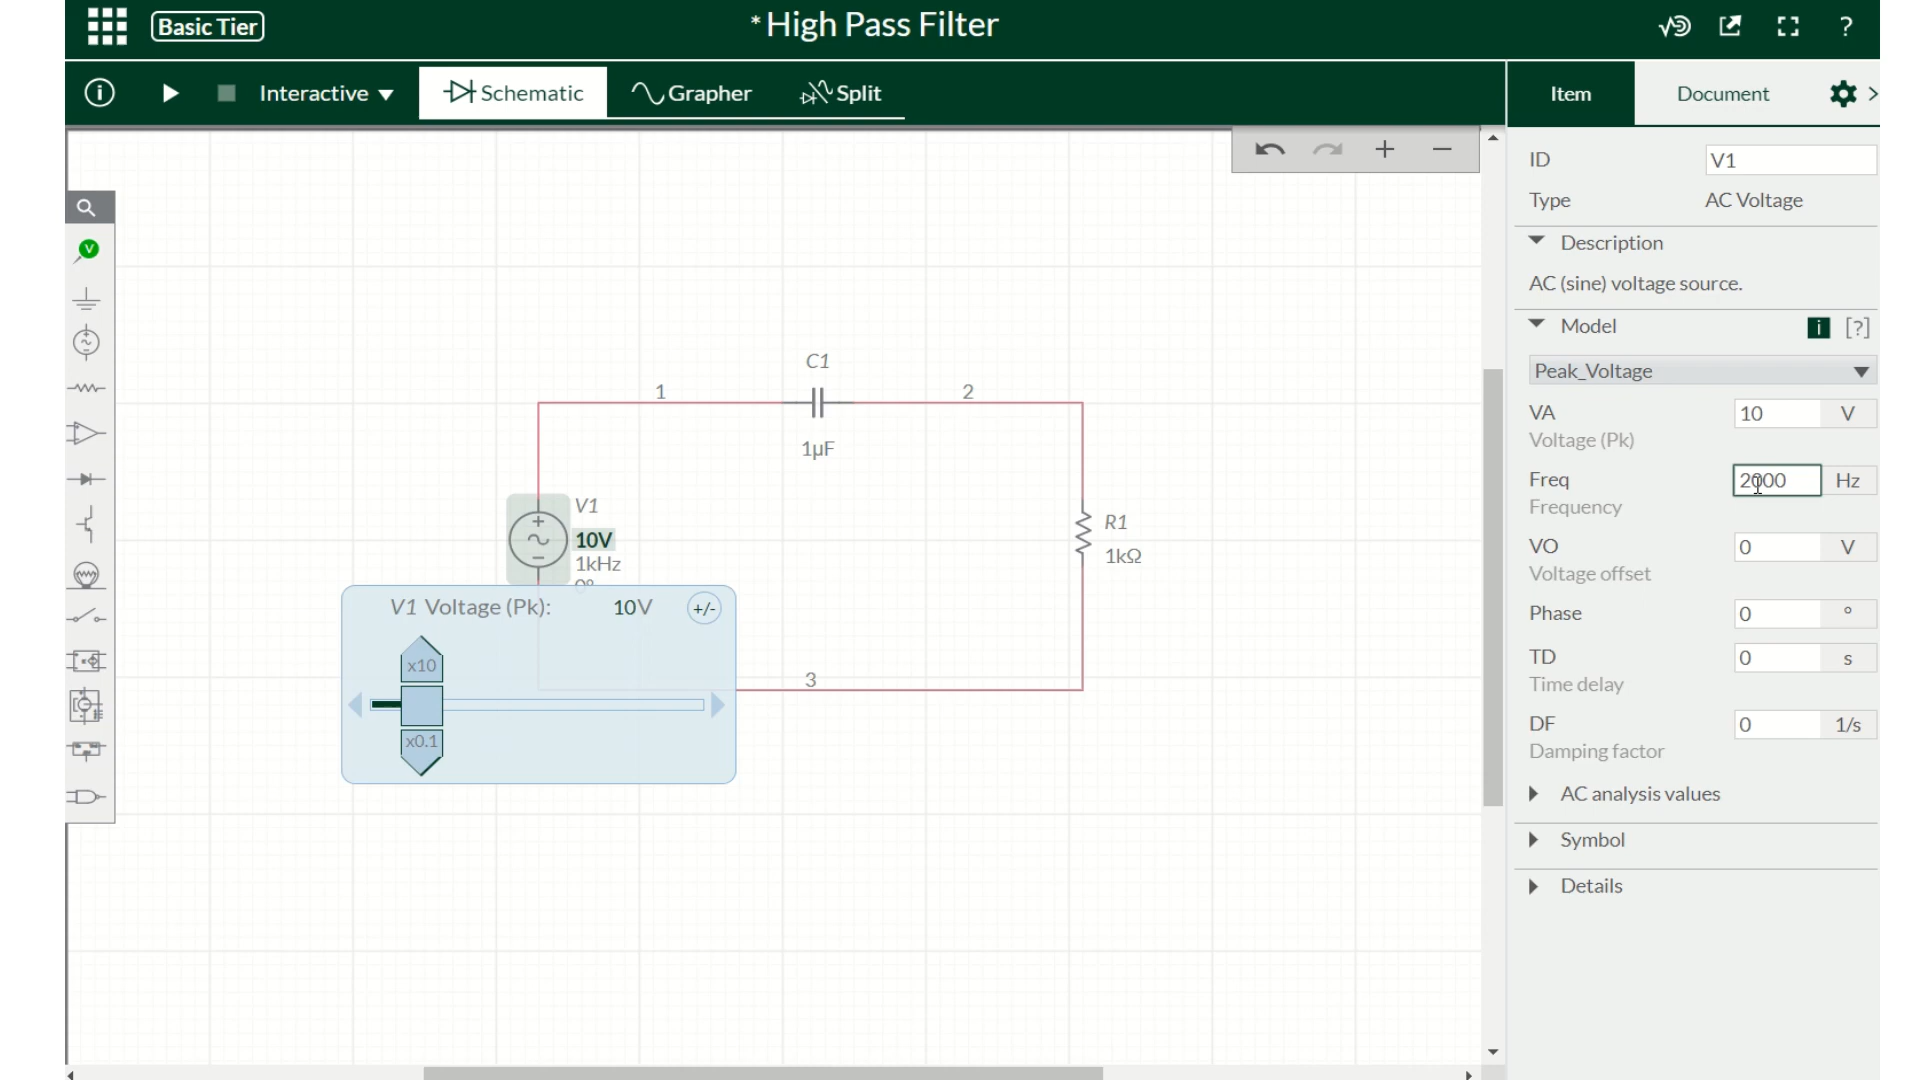 Basic Tier
*High Pass Filter
?
i
Interactive
Schematic
Grapher
Split
Item
Document
V
ID
V1
Type
AC Voltage
Description
AC (sine) voltage source.
Model
i
[?]
Peak_Voltage
VA
10
V
Voltage (Pk)
Freq
2000
Hz
Frequency
VO
0
V
Voltage offset
Phase
0
°
TD
0
s
Time delay
DF
0
1/s
Damping factor
AC analysis values
Symbol
Details
C1
1
2
1µF
V1
10V
1kHz
0°
R1
1kΩ
3
V1 Voltage (Pk): 10V
+/-
x10
x0.1